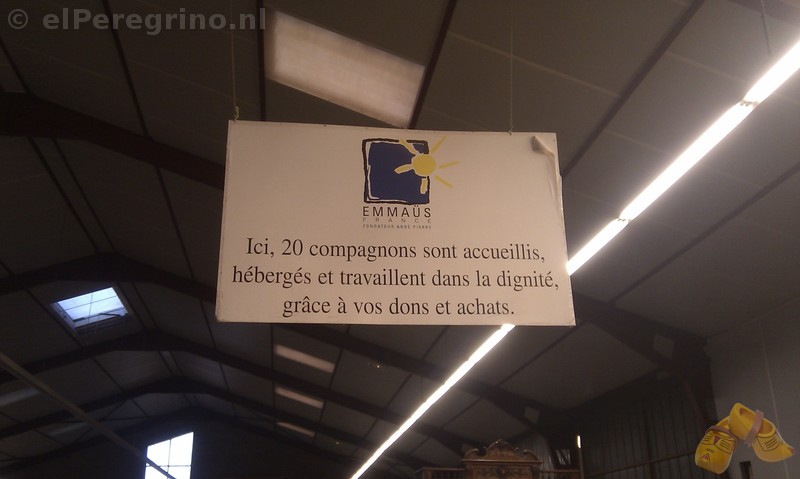 © elPeregrino.nl
EMMAÜS
FRANCE
FONDATEUR ABBÉ PIERRE
Ici, 20 compagnons sont accueillis,
hébergés et travaillent dans la dignité,
grâce à vos dons et achats.